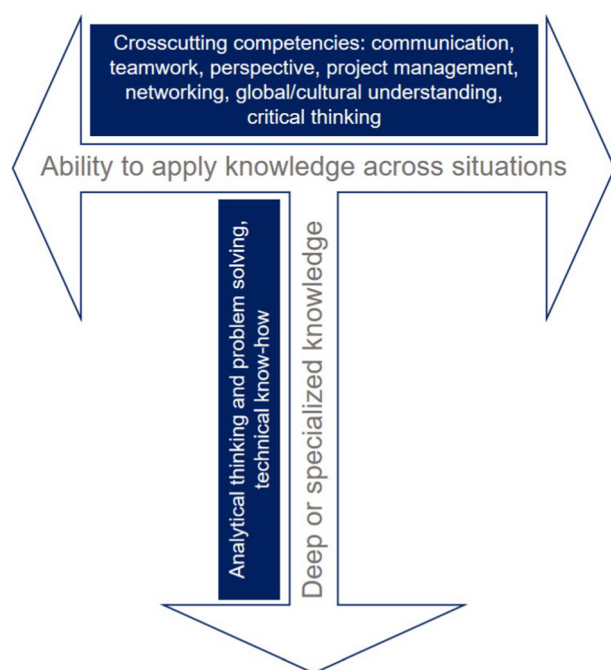 Crosscutting competencies: communication,
teamwork, perspective, project management,
networking, global/cultural understanding,
critical thinking
Ability to apply knowledge across situations
Analytical thinking and problem solving,
technical know-how
Deep or specialized knowledge